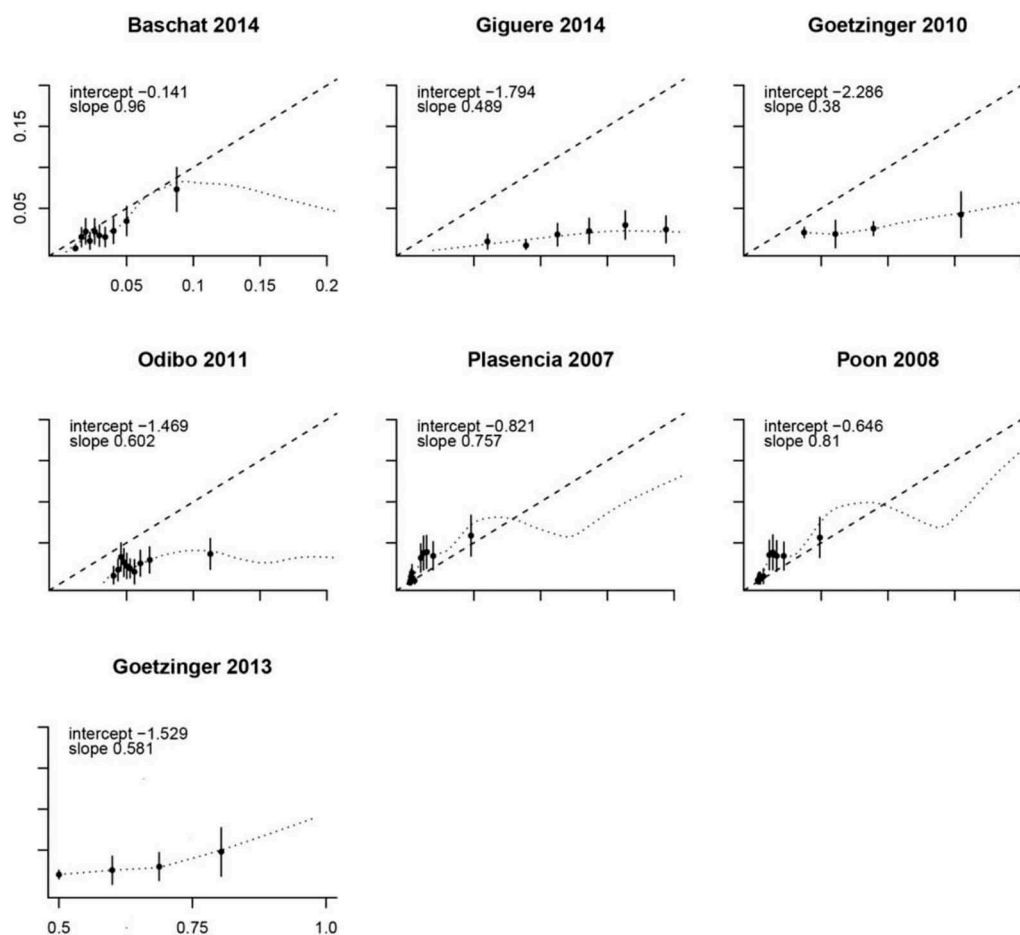 Baschat 2014
intercept −0.141
slope 0.96
0.15
0.05
0.05 0.1 0.15 0.2
Giguere 2014
intercept −1.794
slope 0.489
Goetzinger 2010
intercept −2.286
slope 0.38
Odibo 2011
intercept −1.469
slope 0.602
Plasencia 2007
intercept −0.821
slope 0.757
Poon 2008
intercept −0.646
slope 0.81
Goetzinger 2013
intercept −1.529
slope 0.581
0.5 0.75 1.0